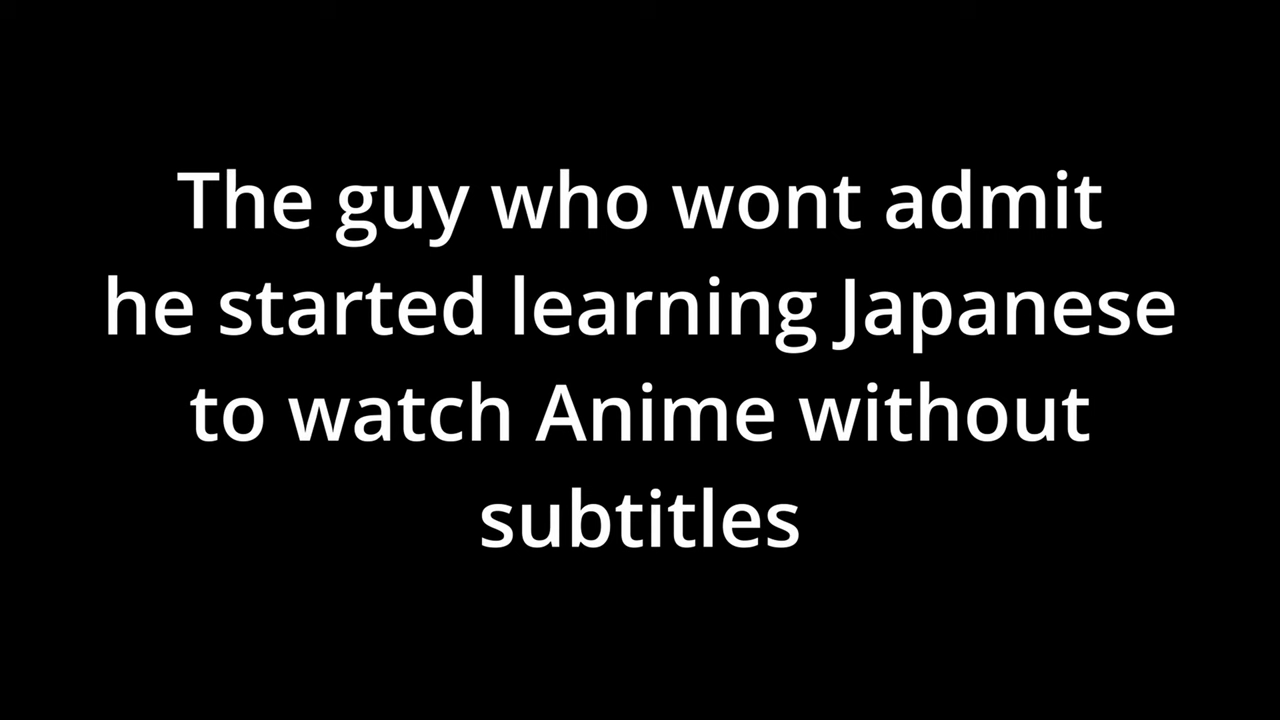 The guy who wont admit
he started learning Japanese
to watch Anime without
subtitles